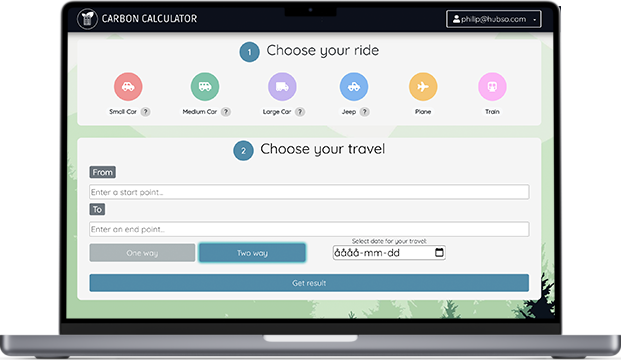 CARBON CALCULATOR
philip@hubso.com
1 Choose your ride
Small Car ? Medium Car ? Large Car ? Jeep ? Plane Train
2 Choose your travel
From
Enter a start point...
To
Enter an end point...
Select date for your travel:
One way Two way åååå-mm-dd
Get result